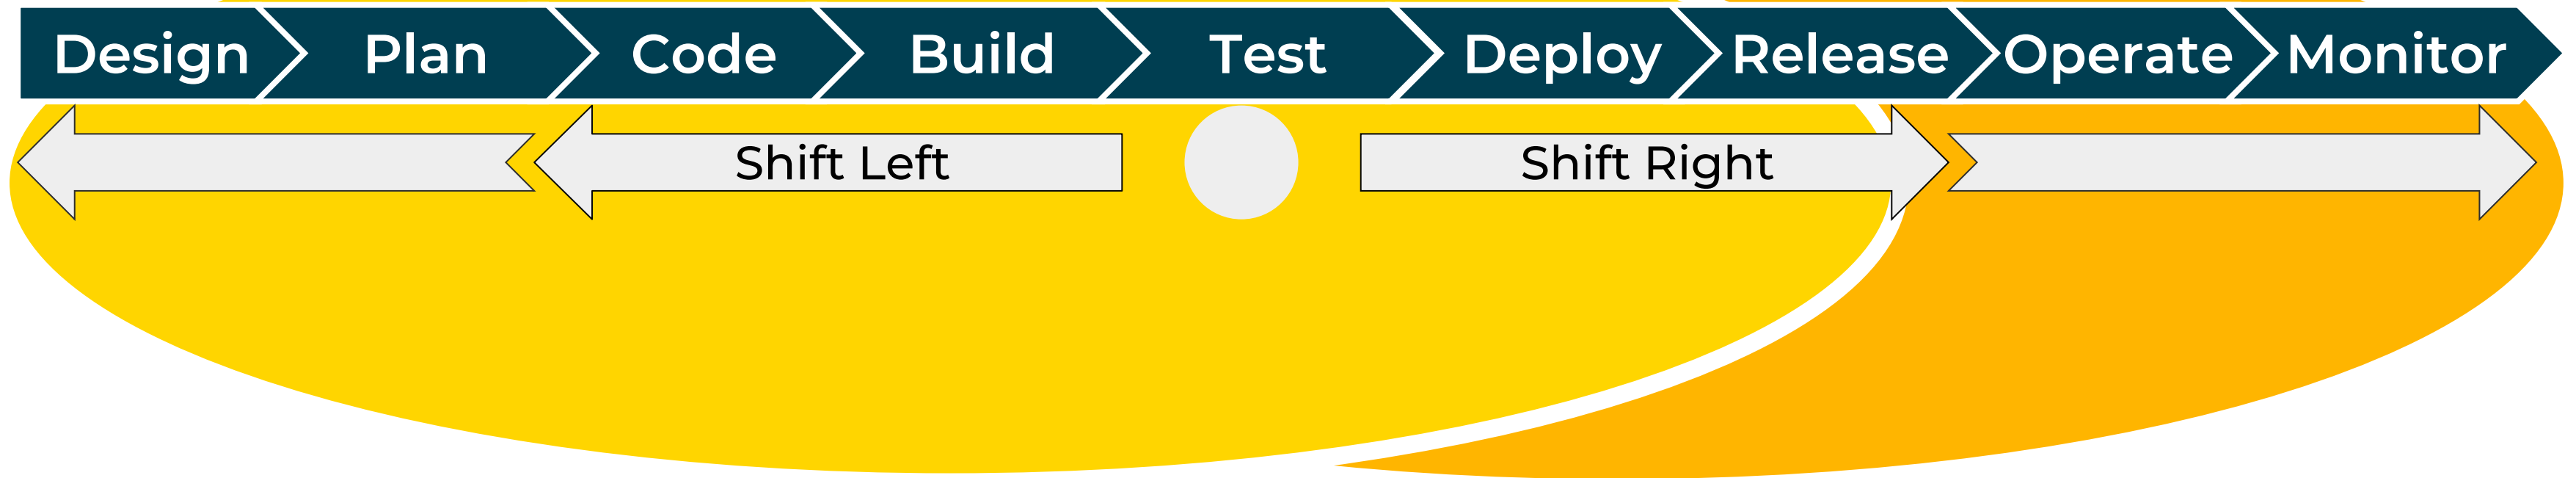 Design Plan Code Build Test Deploy Release Operate Monitor
Shift Left Shift Right